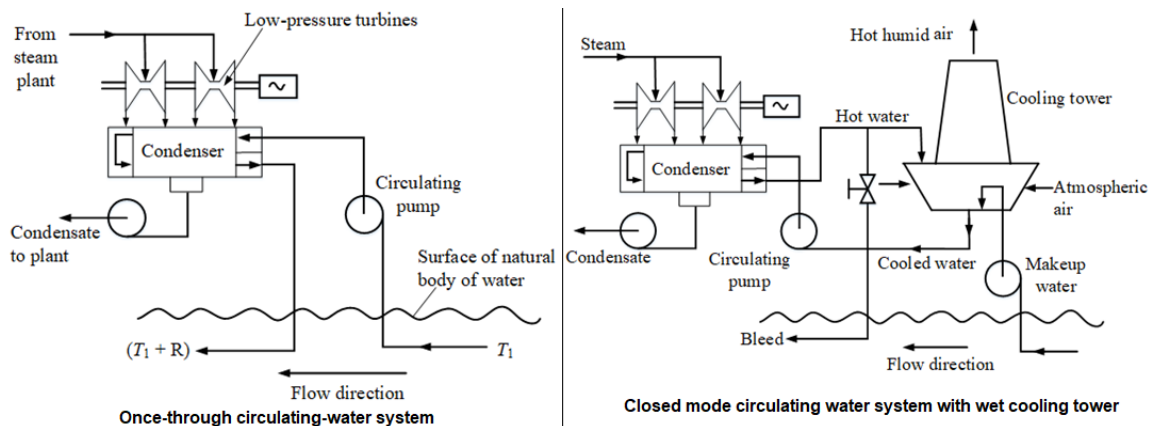 From
steam
plant
Low-pressure turbines
~
Condenser
Circulating
pump
Condensate
to plant
Surface of natural
body of water
(T1 + R)
T1
Flow direction
Once-through circulating-water system
Hot humid air
Steam
~
Cooling tower
Hot water
Condenser
Atmospheric
air
Condensate
Circulating
pump
Cooled water
Makeup
water
Bleed
Flow direction
Closed mode circulating water system with wet cooling tower